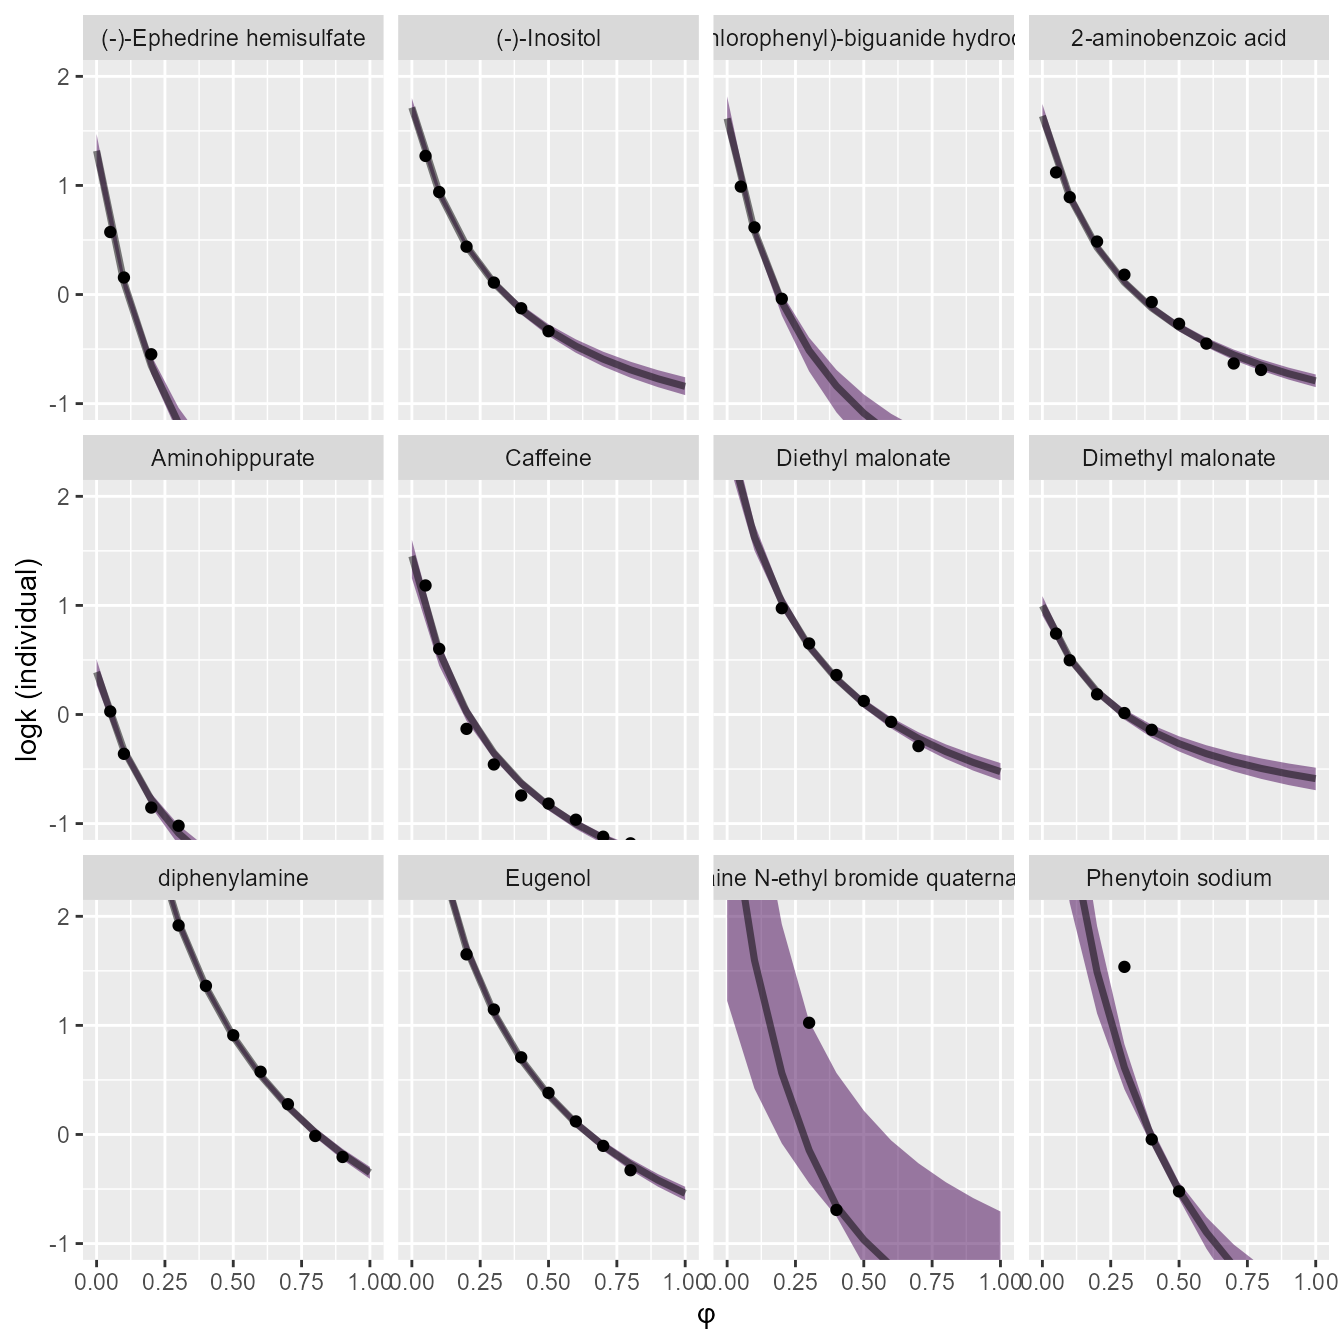 (-)-Ephedrine hemisulfate
(-)-Inositol
hlorophenyl)-biguanide hydroc
2-aminobenzoic acid
2
1
0
-1
Aminohippurate
Caffeine
Diethyl malonate
Dimethyl malonate
2
1
0
-1
diphenylamine
Eugenol
ine N-ethyl bromide quaterna
Phenytoin sodium
2
1
0
-1
0.00 0.25 0.50 0.75 1.00
0.00 0.25 0.50 0.75 1.00
0.00 0.25 0.50 0.75 1.00
0.00 0.25 0.50 0.75 1.00
logk (individual)
φ